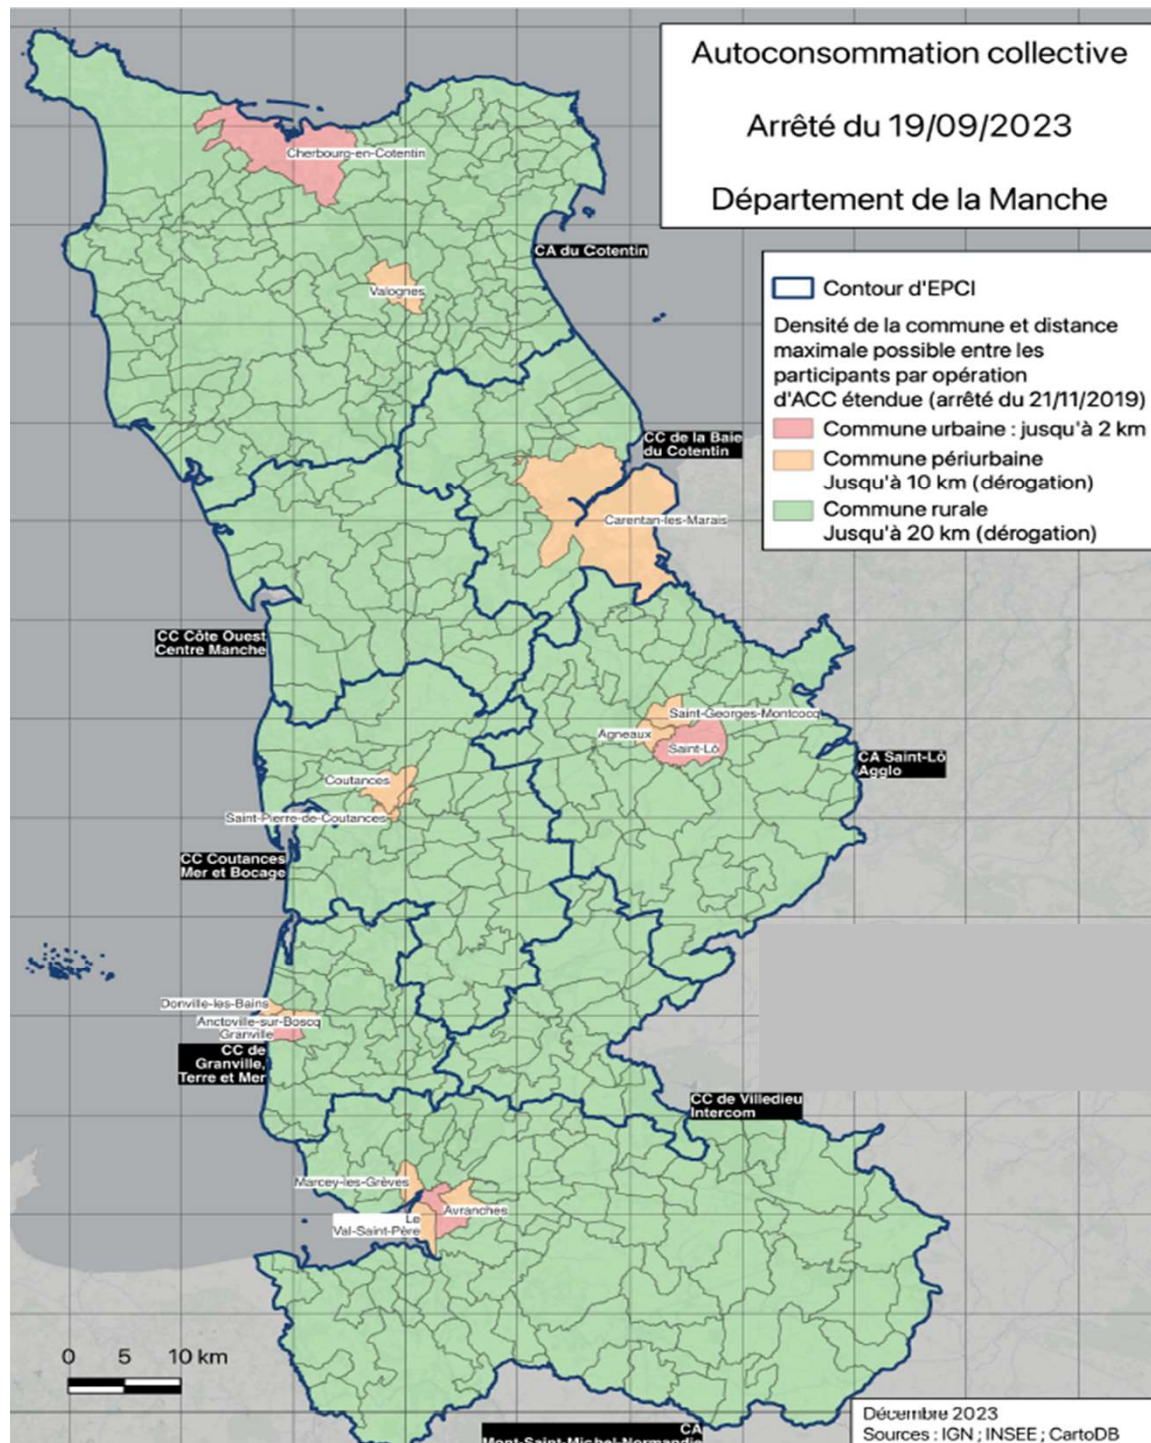 Autoconsommation collective
Arrêté du 19/09/2023
Département de la Manche
Contour d'EPCI
Densité de la commune et distance
maximale possible entre les
participants par opération
d'ACC étendue (arrêté du 21/11/2019)
Commune urbaine : jusqu'à 2 km
Commune périurbaine
Jusqu'à 10 km (dérogation)
Commune rurale
Jusqu'à 20 km (dérogation)
Cherbourg-en-Cotentin
CA du Cotentin
Valognes
CC de la Baie
du Cotentin
Carentan-les-Marais
CC Côte Ouest
Centre Manche
Saint-Georges-Montcocq
Agneaux
Saint-Lô
CA Saint-Lô
Agglo
Coutances
Saint-Pierre-de-Coutances
CC Coutances
Mer et Bocage
Donville-les-Bains
Anctoville-sur-Boscq
Granville
CC de
Granville,
Terre et Mer
CC de Villedieu
Intercom
Marcey-les-Grèves
Avranches
Le
Val-Saint-Père
0 5 10 km
CA
Mont-Saint-Michel-Normandie
Décembre 2023
Sources : IGN ; INSEE ; CartoDB